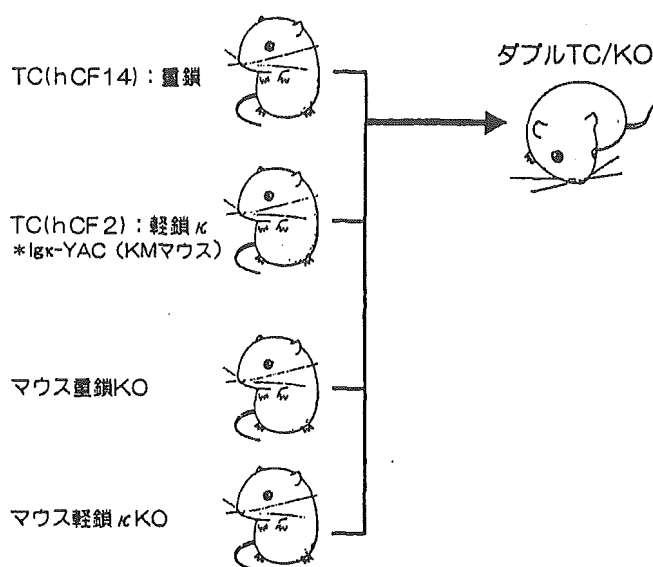 TC(hCF14)：重鎖
ダブルTC/KO
TC(hCF2)：軽鎖κ
＊Igκ-YAC（KMマウス）
マウス重鎖KO
マウス軽鎖κKO